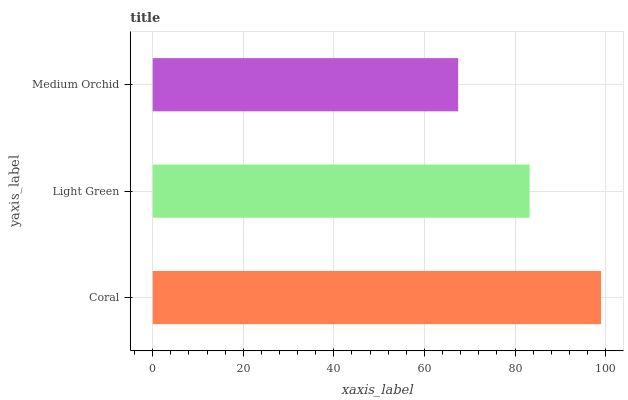 title
Medium Orchid
Light Green
Coral
yaxis_label
0 20 40 60 80 100
xaxis_label